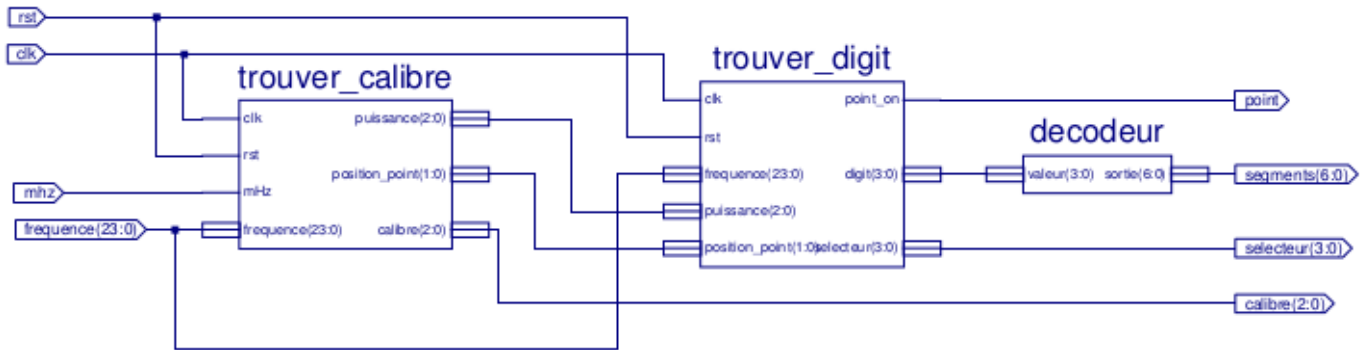 rst
clk
mhz
frequence(23:0)
trouver_calibre
clk
rst
mHz
frequence(23:0)
puissance(2:0)
position_point(1:0)
calibre(2:0)
trouver_digit
clk
rst
frequence(23:0)
puissance(2:0)
position_point(1:0)
point_on
digit(3:0)
selecteur(3:0)
decodeur
valeur(3:0) sortie(6:0)
point
segments(6:0)
selecteur(3:0)
calibre(2:0)